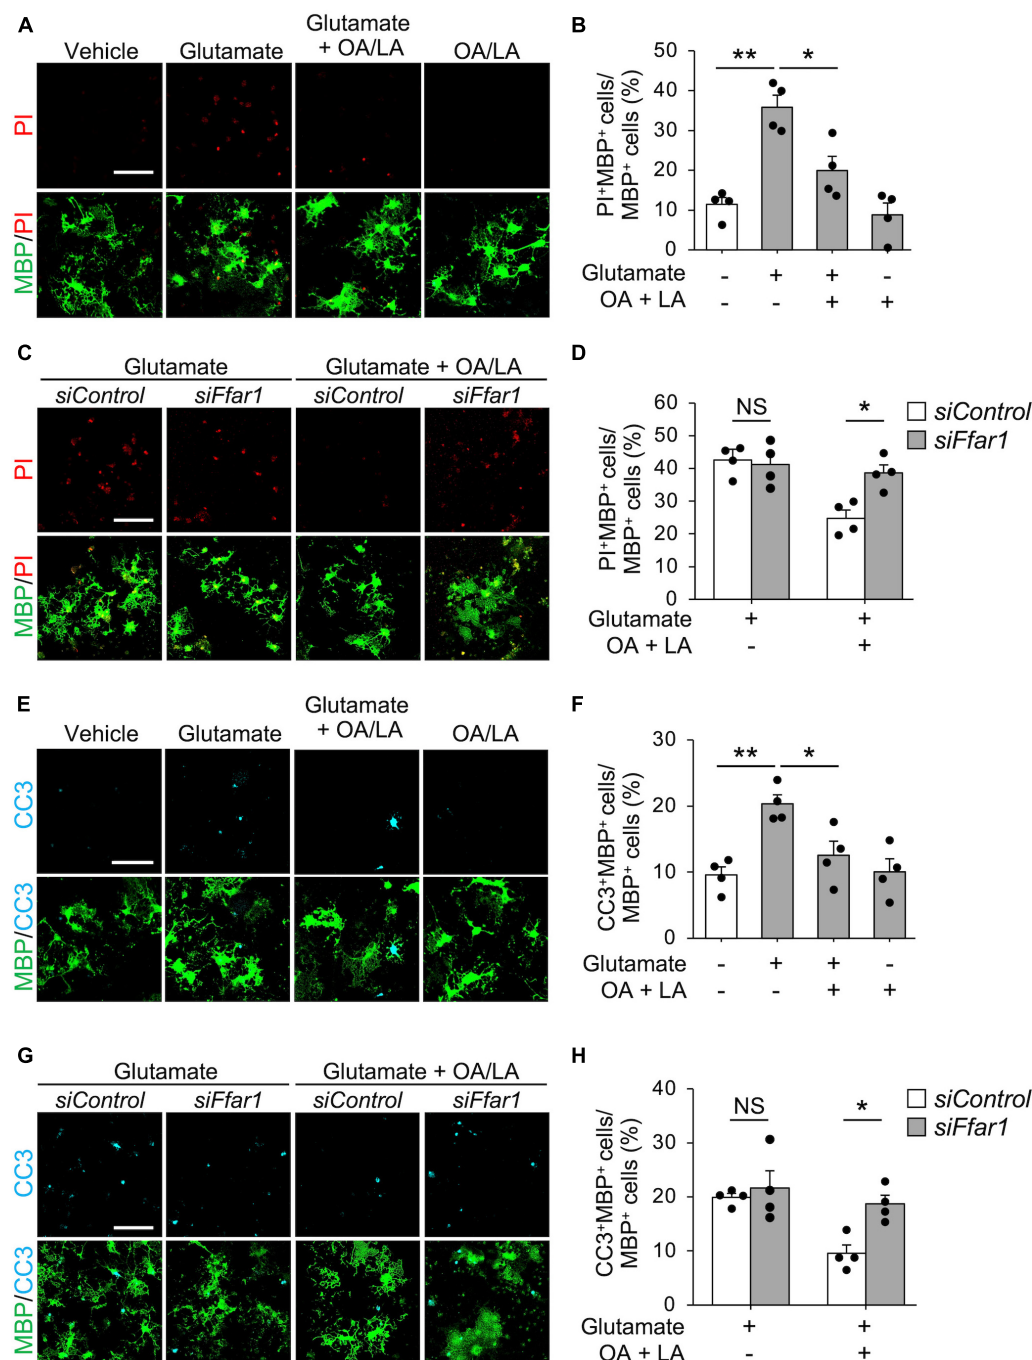 A
Vehicle
Glutamate
Glutamate
+ OA/LA
OA/LA
PI
MBP/PI
B
PI+MBP+ cells/
MBP+ cells (%)
50
40
30
20
10
0
** *
Glutamate - + + -
OA + LA - - + +
C
Glutamate
Glutamate + OA/LA
siControl siFfar1 siControl siFfar1
PI
MBP/PI
D
PI+MBP+ cells/
MBP+ cells (%)
60
50
40
30
20
10
0
NS *
siControl
siFfar1
Glutamate + +
OA + LA - +
E
Vehicle
Glutamate
Glutamate
+ OA/LA
OA/LA
CC3
MBP/CC3
F
CC3+MBP+ cells/
MBP+ cells (%)
30
20
10
0
** *
Glutamate - + + -
OA + LA - - + +
G
Glutamate
Glutamate + OA/LA
siControl siFfar1 siControl siFfar1
CC3
MBP/CC3
H
CC3+MBP+ cells/
MBP+ cells (%)
40
30
20
10
0
NS *
siControl
siFfar1
Glutamate + +
OA + LA - +